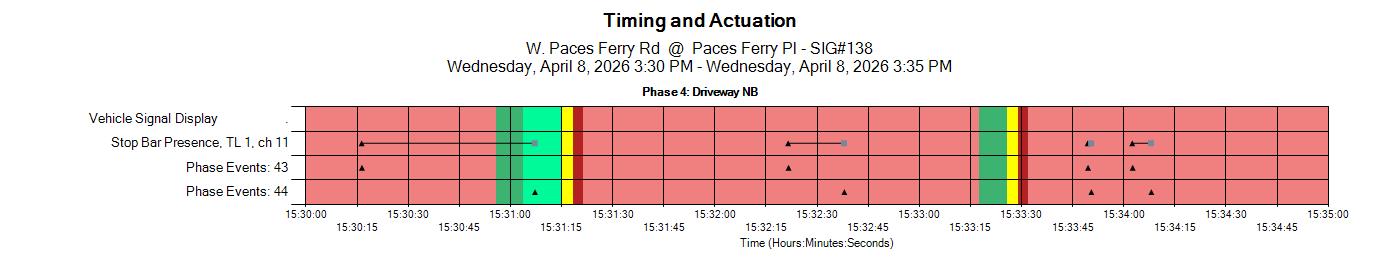 Timing and Actuation
W. Paces Ferry Rd @ Paces Ferry Pl - SIG#138
Wednesday, April 8, 2026 3:30 PM - Wednesday, April 8, 2026 3:35 PM
Phase 4: Driveway NB
Vehicle Signal Display .
Stop Bar Presence, TL 1, ch 11
Phase Events: 43
Phase Events: 44
15:30:00 15:30:30 15:31:00 15:31:30 15:32:00 15:32:30 15:33:00 15:33:30 15:34:00 15:34:30 15:35:00
15:30:15 15:30:45 15:31:15 15:31:45 15:32:15 15:32:45 15:33:15 15:33:45 15:34:15 15:34:45
Time (Hours:Minutes:Seconds)